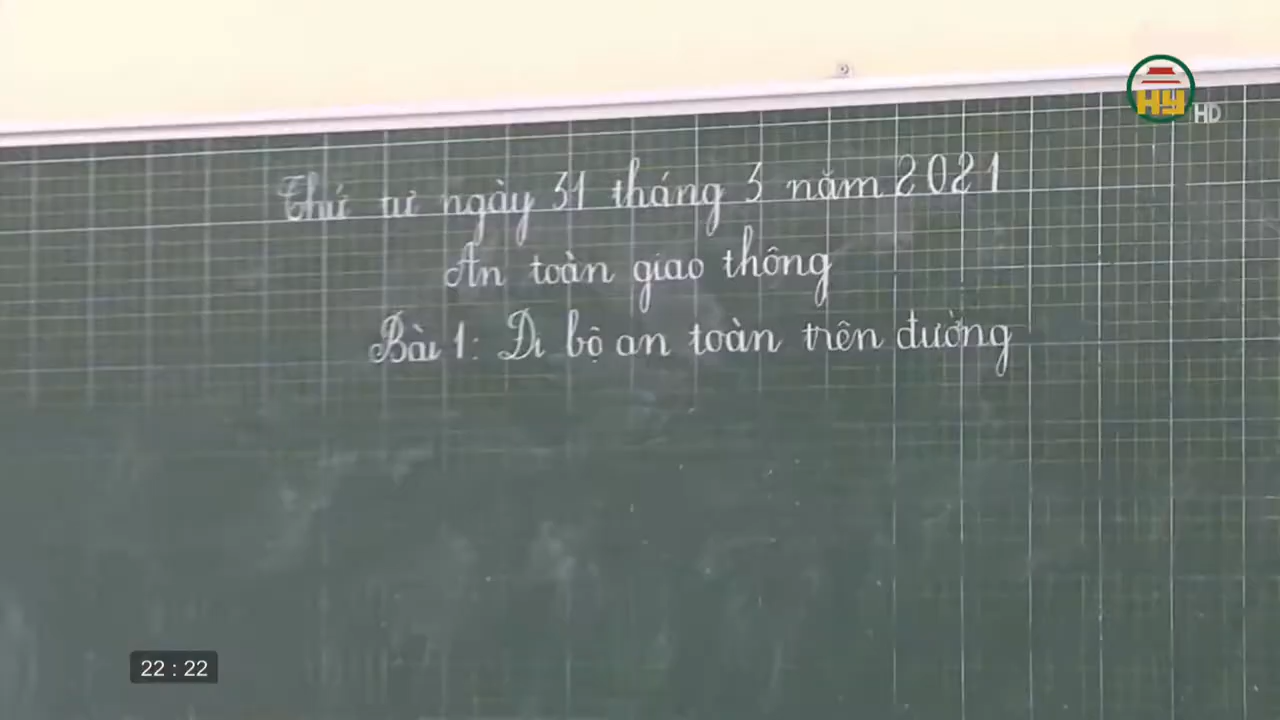 HY HD
Thứ tư ngày 31 tháng 3 năm 2021
An toàn giao thông
Bài 1: Đi bộ an toàn trên đường
22 : 22